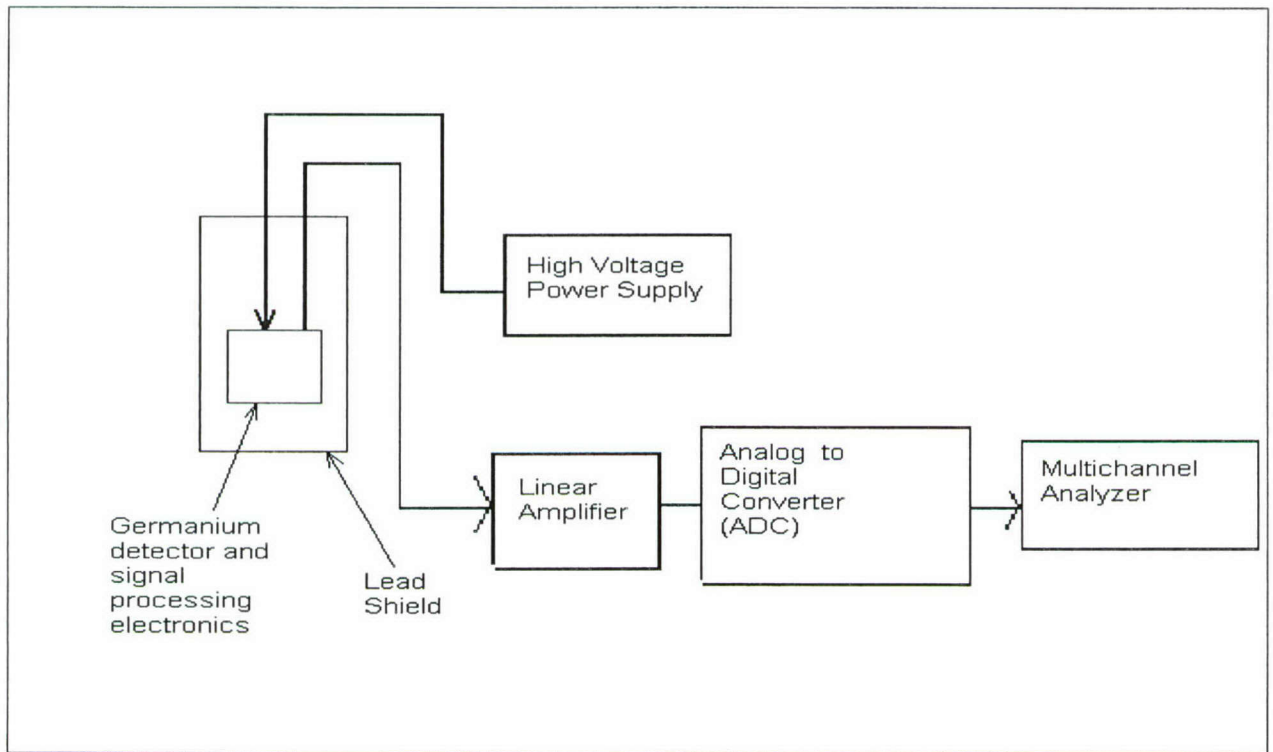 High Voltage
Power Supply
Linear
Amplifier
Analog to
Digital
Converter
(ADC)
Multichannel
Analyzer
Germanium
detector and
signal
processing
electronics
Lead
Shield